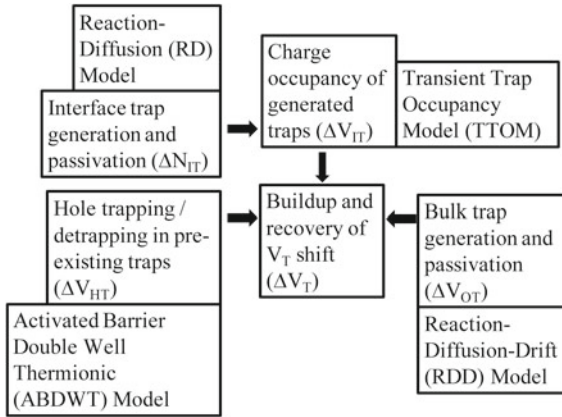 Reaction-
Diffusion (RD)
Model
Interface trap
generation and
passivation (ΔN_IT)
Charge
occupancy of
generated
traps (ΔV_IT)
Transient Trap
Occupancy
Model (TTOM)
Hole trapping /
detrapping in pre-
existing traps
(ΔV_HT)
Activated Barrier
Double Well
Thermionic
(ABDWT) Model
Buildup and
recovery of
V_T shift
(ΔV_T)
Bulk trap
generation and
passivation
(ΔV_OT)
Reaction-
Diffusion-Drift
(RDD) Model